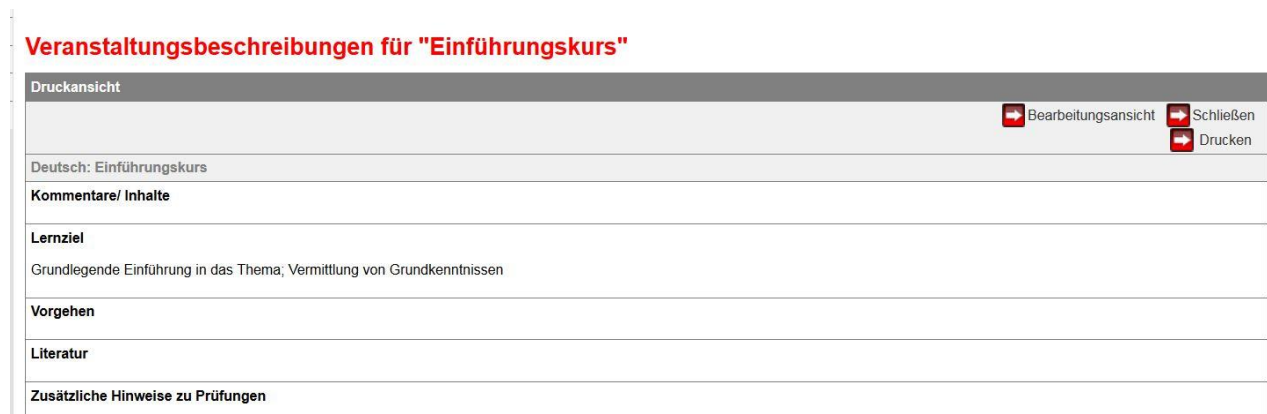 Veranstaltungsbeschreibungen für "Einführungskurs"
Druckansicht
Bearbeitungsansicht Schließen
Drucken
Deutsch: Einführungskurs
Kommentare/ Inhalte
Lernziel
Grundlegende Einführung in das Thema; Vermittlung von Grundkenntnissen
Vorgehen
Literatur
Zusätzliche Hinweise zu Prüfungen